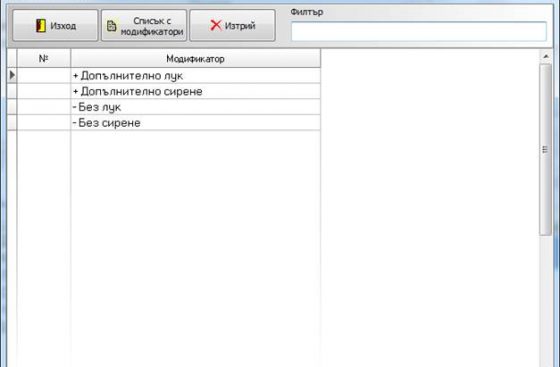 Изход
Списък с
модификатори
Изтрий
Филтър
№ Модификатор
+ Допълнително лук
+ Допълнително сирене
- Без лук
- Без сирене